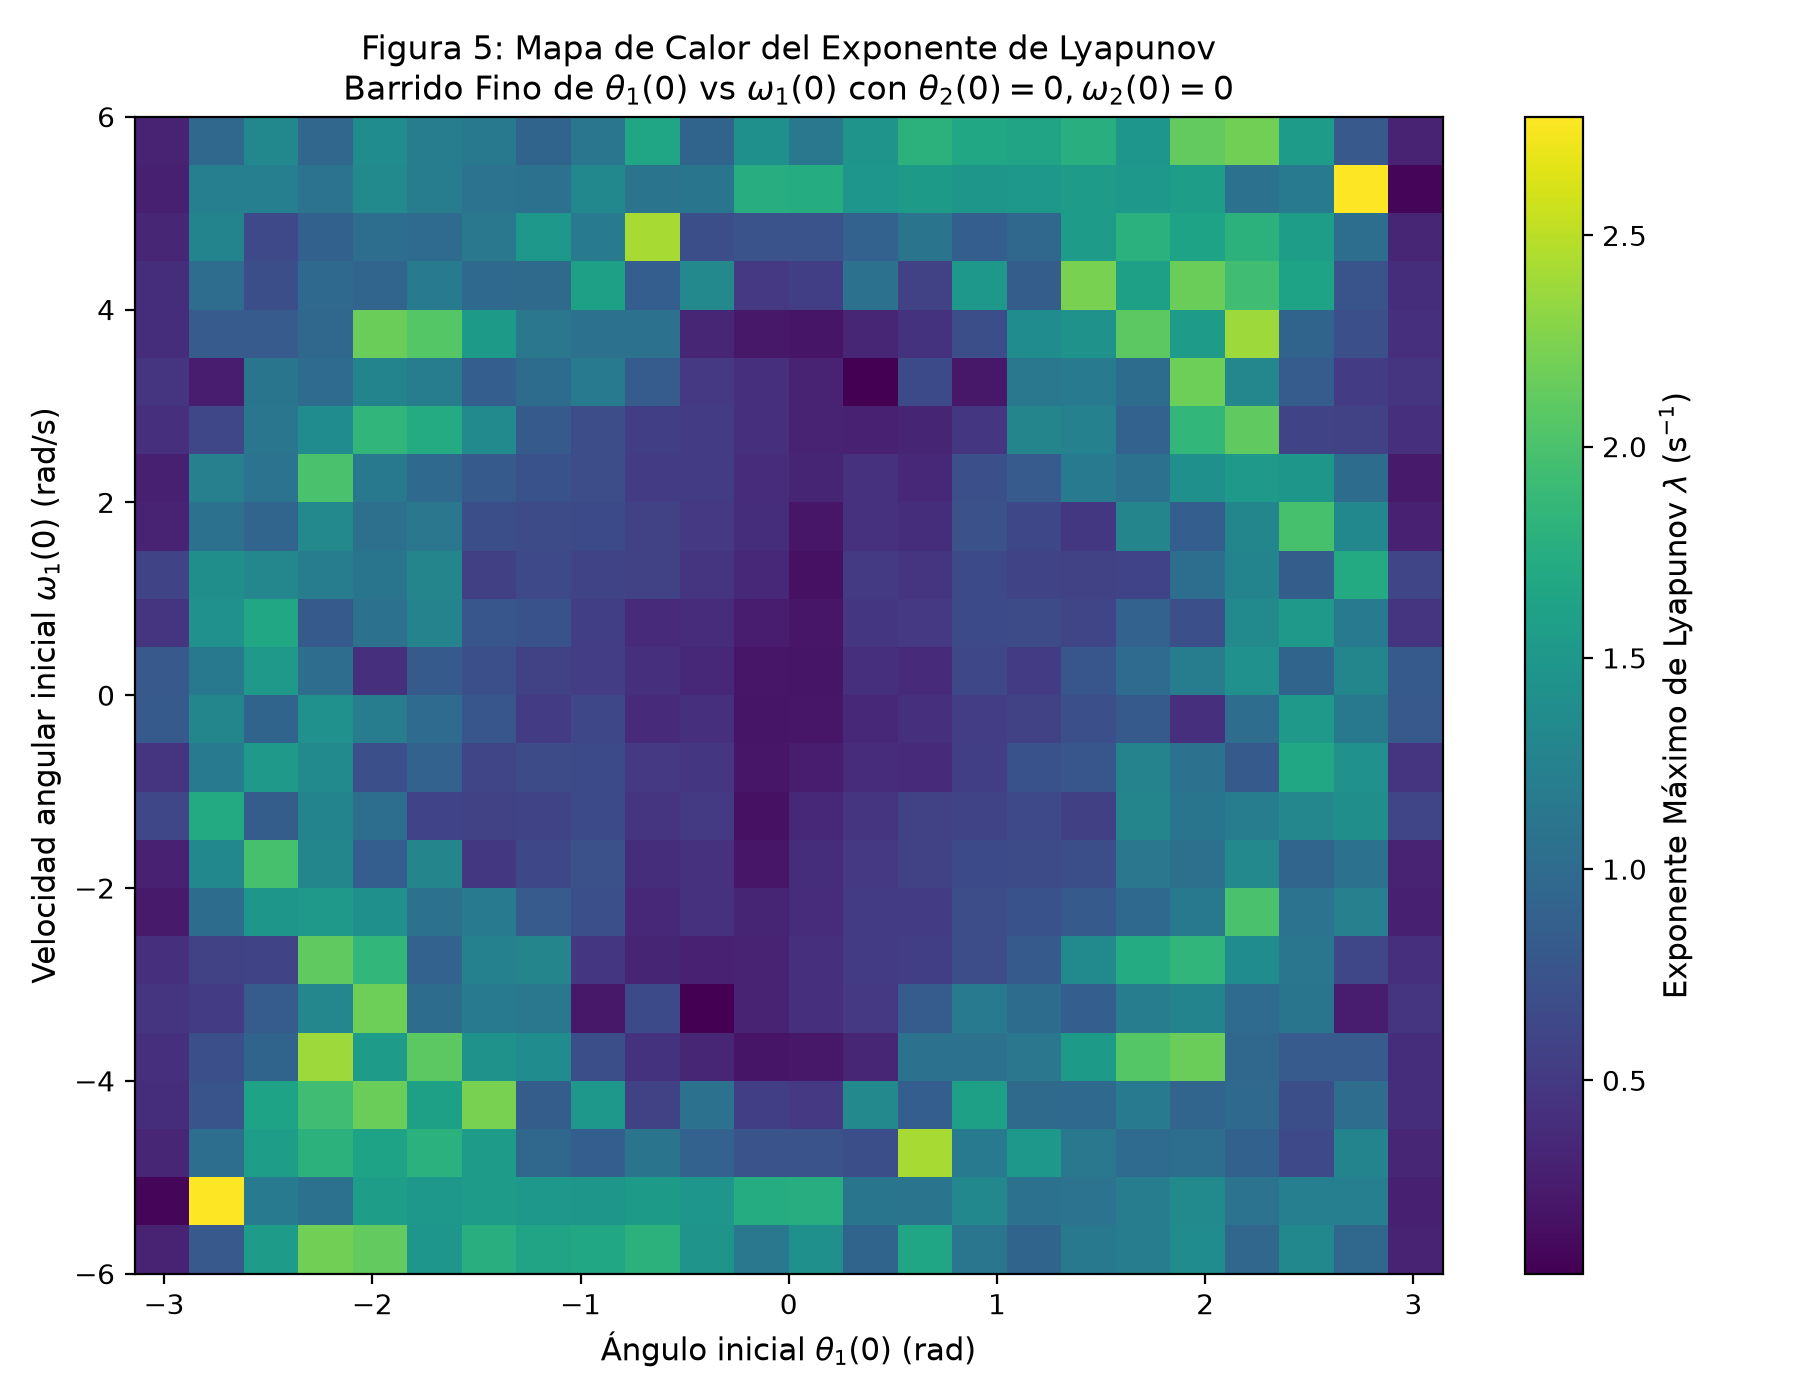 Figura 5: Mapa de Calor del Exponente de Lyapunov
Barrido Fino de θ₁(0) vs ω₁(0) con θ₂(0) = 0, ω₂(0) = 0
6
4
2
0
−2
−4
−6
Velocidad angular inicial ω₁(0) (rad/s)
−3 −2 −1 0 1 2 3
Ángulo inicial θ₁(0) (rad)
2.5
2.0
1.5
1.0
0.5
Exponente Máximo de Lyapunov λ (s⁻¹)